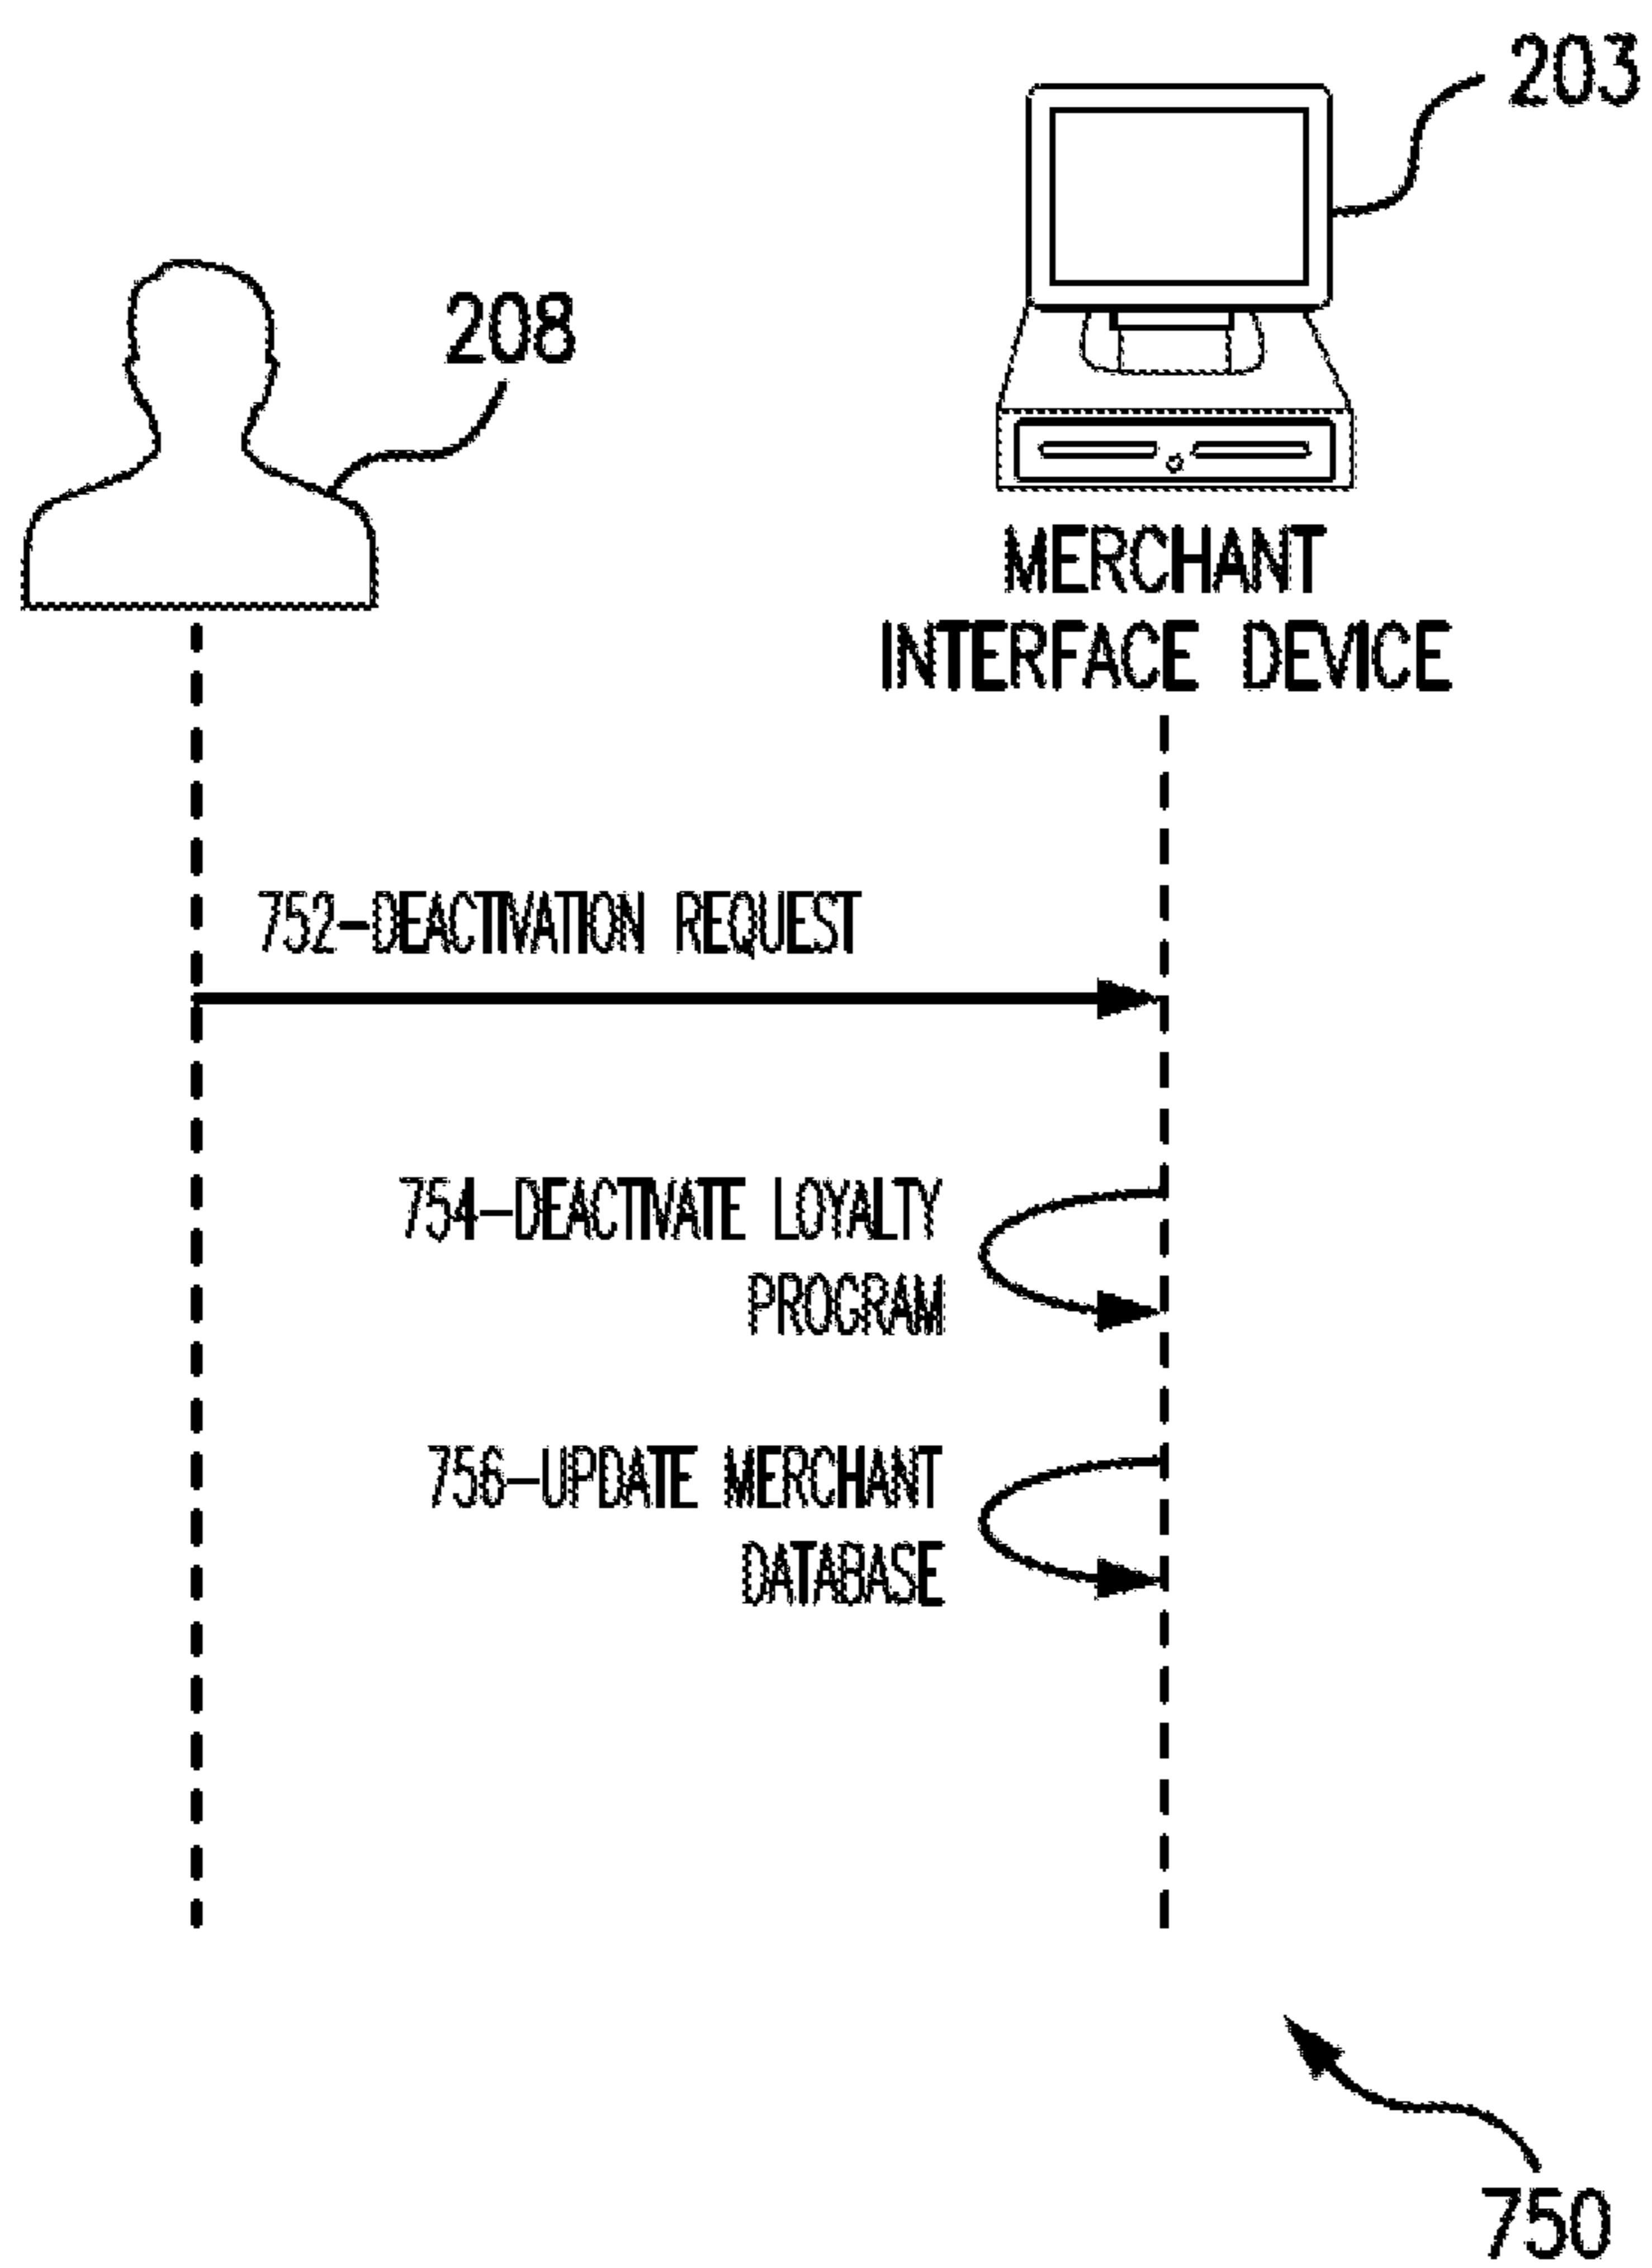 203
208
MERCHANT
INTERFACE DEVICE
752-DEACTIVATION REQUEST
754-DEACTIVATE LOYALTY
PROGRAM
756-UPDATE MERCHANT
DATABASE
750